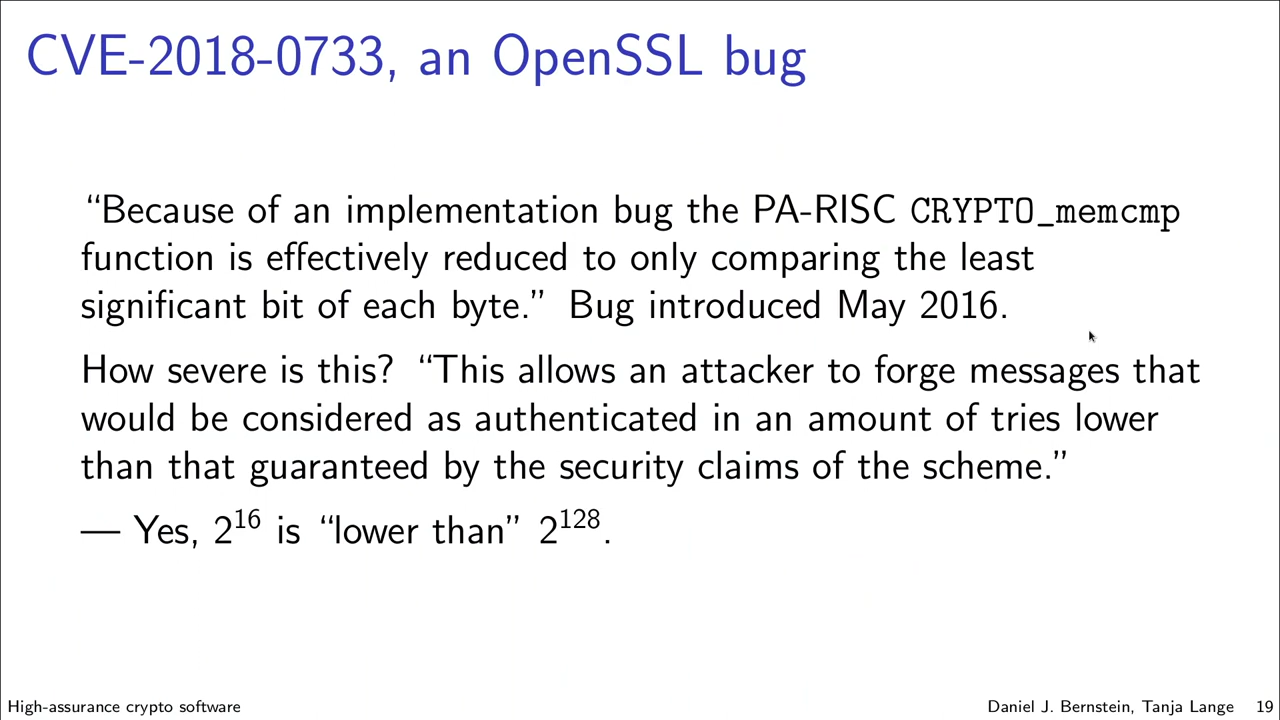 CVE-2018-0733, an OpenSSL bug
“Because of an implementation bug the PA-RISC CRYPTO_memcmp
function is effectively reduced to only comparing the least
significant bit of each byte.” Bug introduced May 2016.
How severe is this? “This allows an attacker to forge messages that
would be considered as authenticated in an amount of tries lower
than that guaranteed by the security claims of the scheme.”
— Yes, 2¹⁶ is “lower than” 2¹²⁸.
High-assurance crypto software
Daniel J. Bernstein, Tanja Lange 19